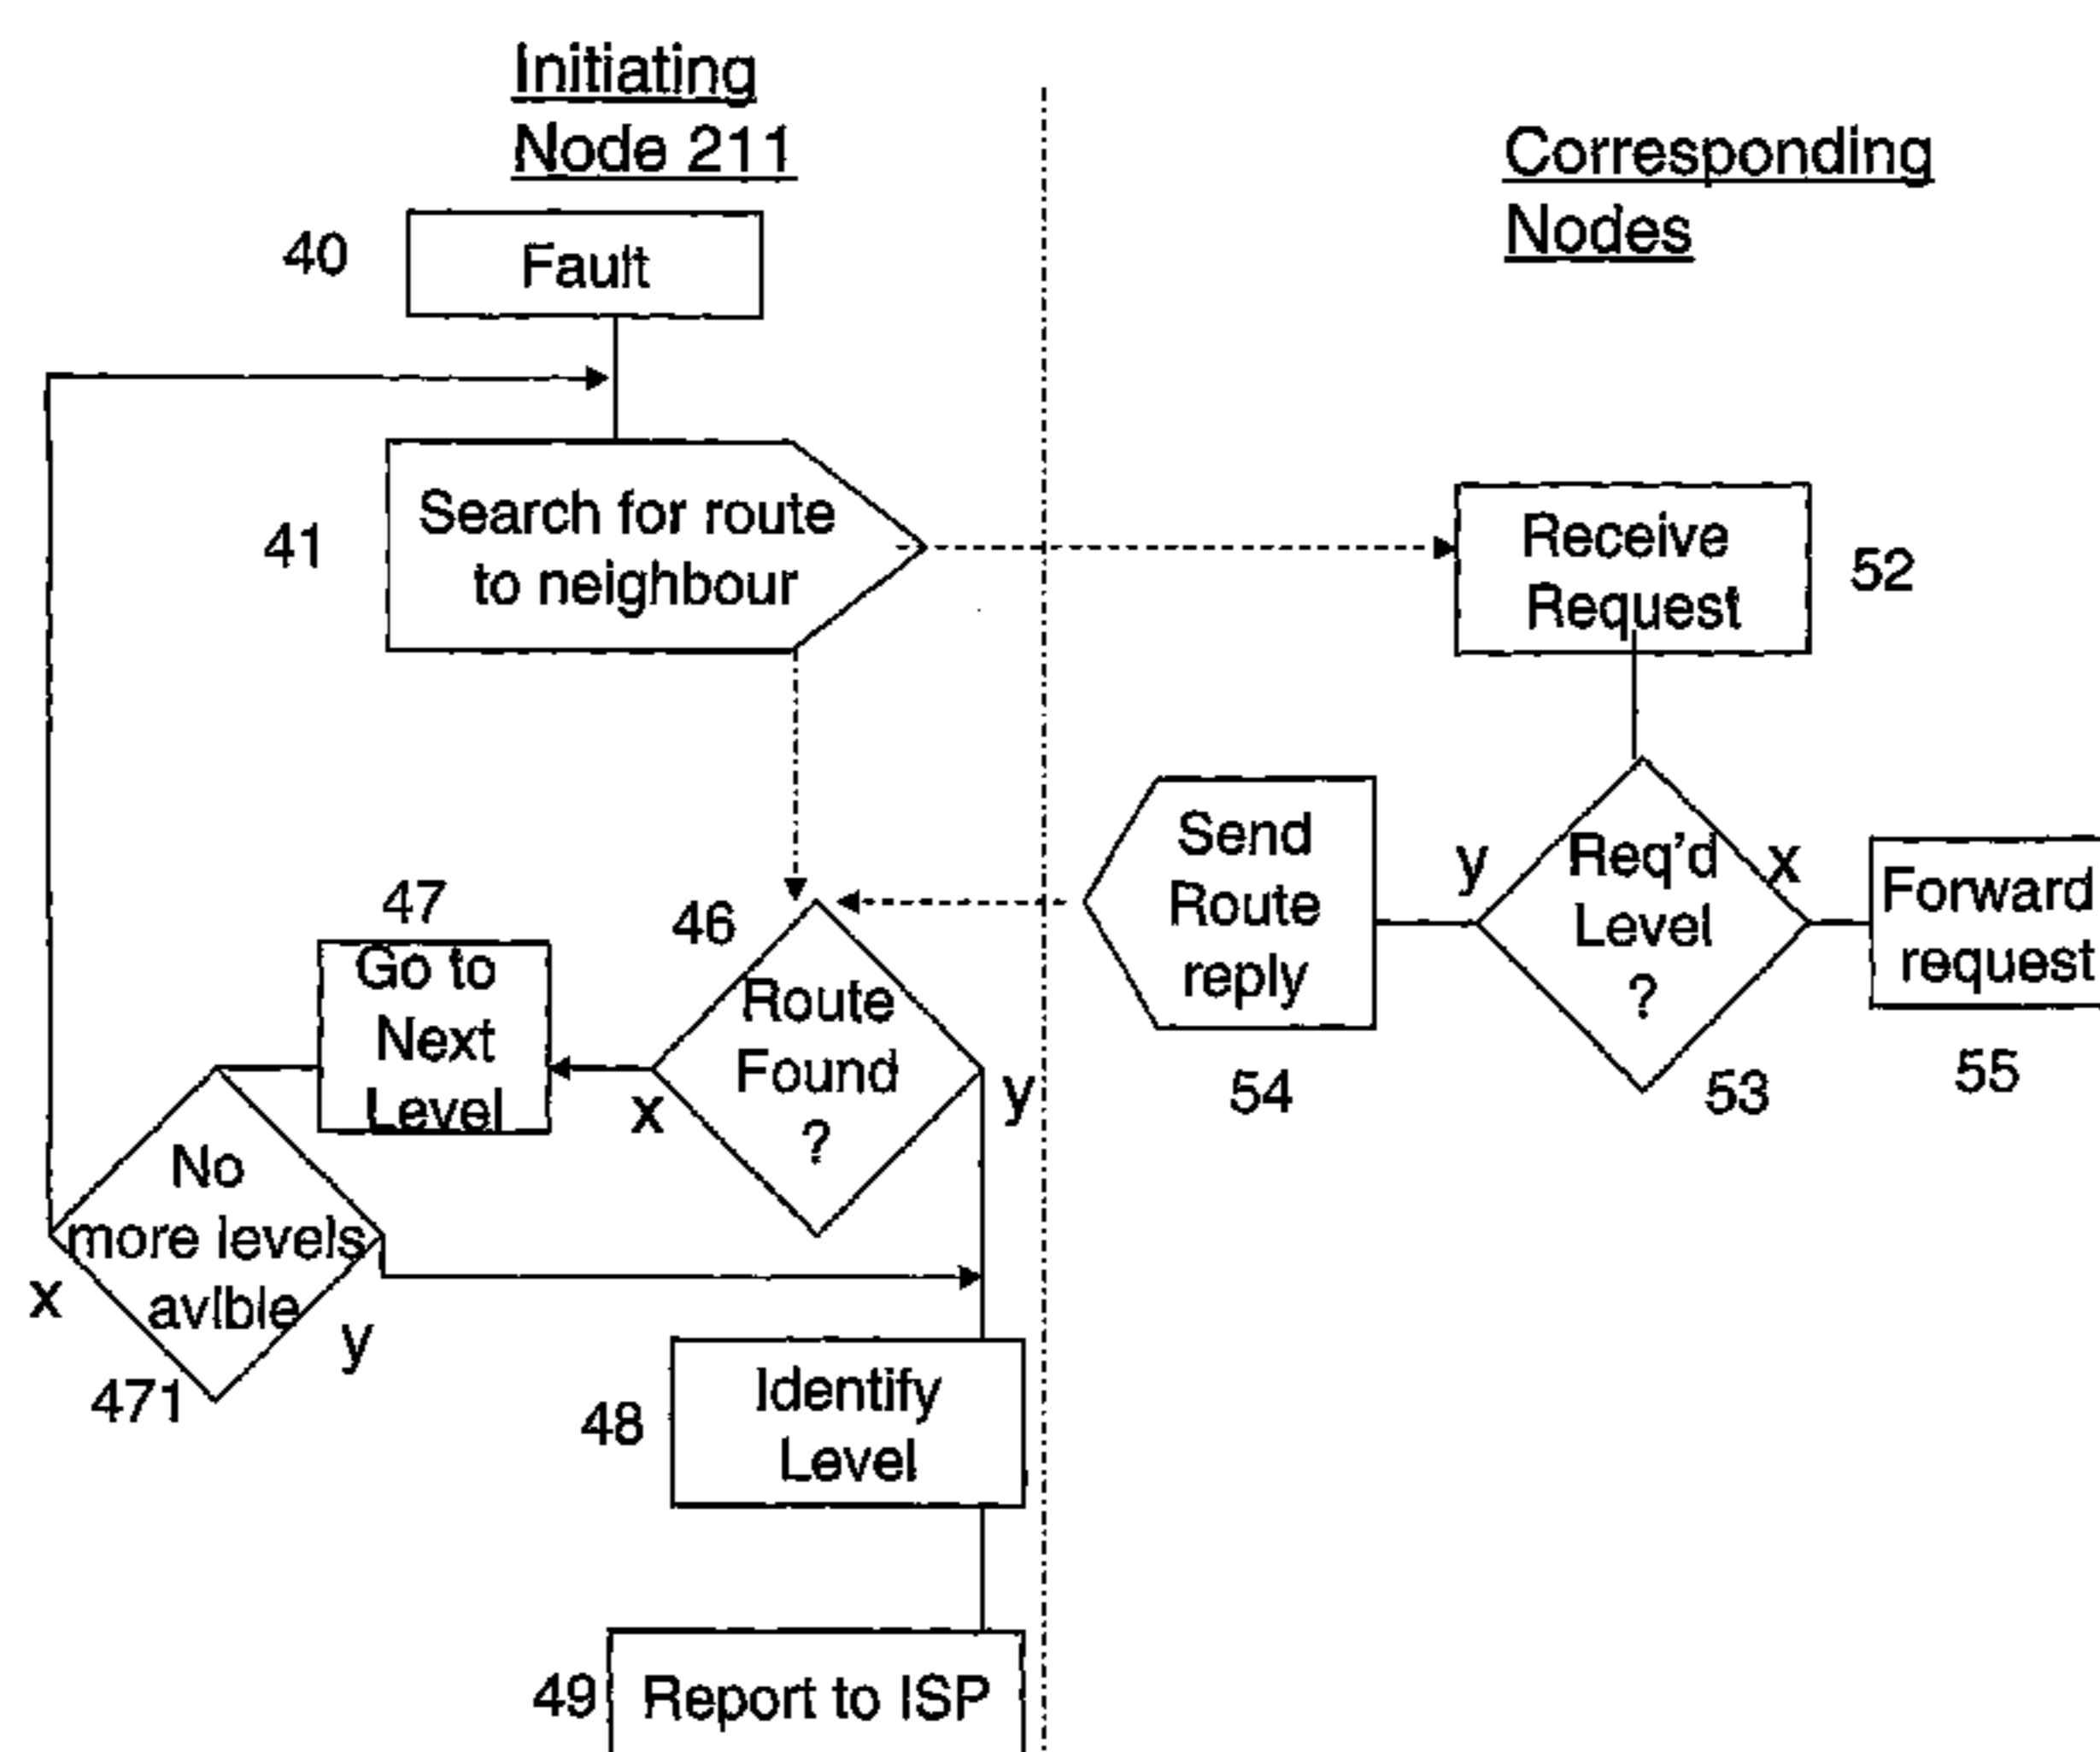 Initiating
Node 211
Corresponding
Nodes
40
Fault
41
Search for route
to neighbour
Receive
Request
52
Send
Route
reply
54
y
Req'd
Level
?
x
53
Forward
request
55
47
Go to
Next
Level
46
Route
Found
?
x
y
No
more levels
avlble
x
y
471
48
Identify
Level
49
Report to ISP